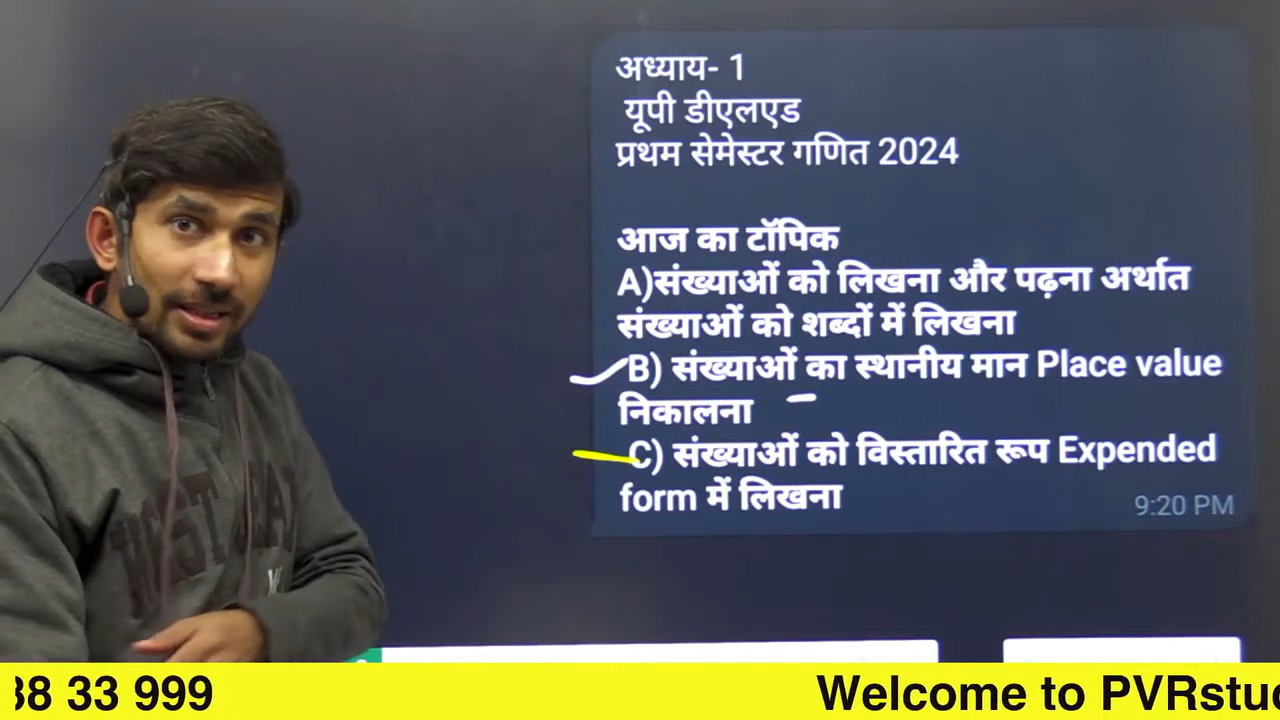 अध्याय- 1
यूपी डीएलएड
प्रथम सेमेस्टर गणित 2024
आज का टॉपिक
A)संख्याओं को लिखना और पढ़ना अर्थात
संख्याओं को शब्दों में लिखना
B) संख्याओं का स्थानीय मान Place value
निकालना
C) संख्याओं को विस्तारित रूप Expended
form में लिखना
9:20 PM
38 33 999 Welcome to